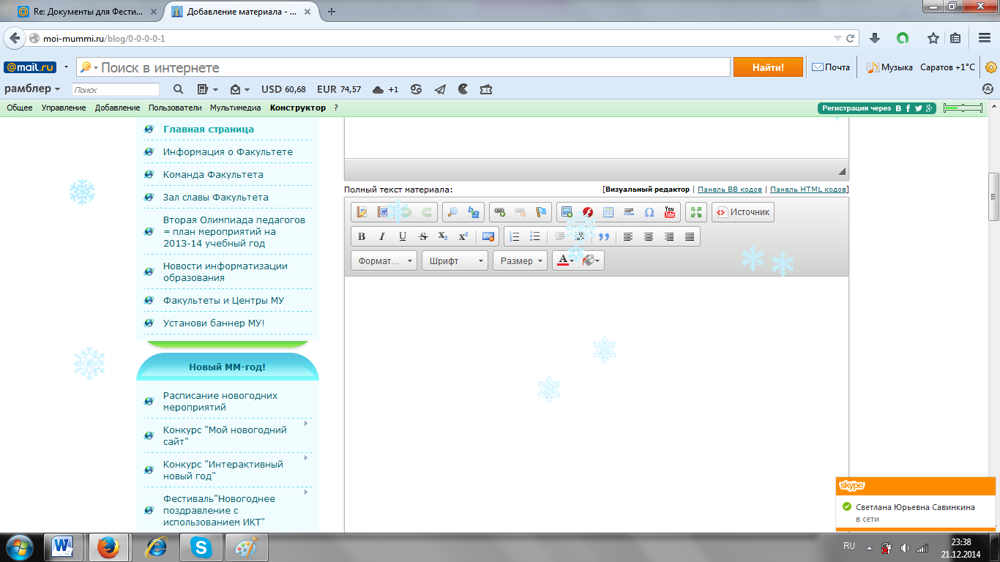 Re: Документы для Фести...
Добавление материала - ...
moi-mummi.ru/blog/0-0-0-0-1
@mail.ru
Поиск в интернете
Найти!
Почта
Музыка
Саратов +1°C
рамблер
Поиск
USD 60,68
EUR 74,57
+1
Общее Управление Добавление Пользователи Мультимедиа Конструктор ?
Регистрация через
Главная страница
Информация о Факультете
Команда Факультета
Зал славы Факультета
Вторая Олимпиада педагогов
= план мероприятий на
2013-14 учебный год
Новости информатизации
образования
Факультеты и Центры МУ
Установи баннер МУ!
Новый ММ-год!
Расписание новогодних
мероприятий
Конкурс "Мой новогодний
сайт"
Конкурс "Интерактивный
новый год"
Фестиваль"Новогоднее
поздравление с
использованием ИКТ"
Полный текст материала:
[Визуальный редактор | Панель BB кодов | Панель HTML кодов]
You Tube
Источник
B I U S X₂ X² HTML
Формат... Шрифт Размер A
skype
Светлана Юрьевна Савинкина
в сети
RU
23:38
21.12.2014